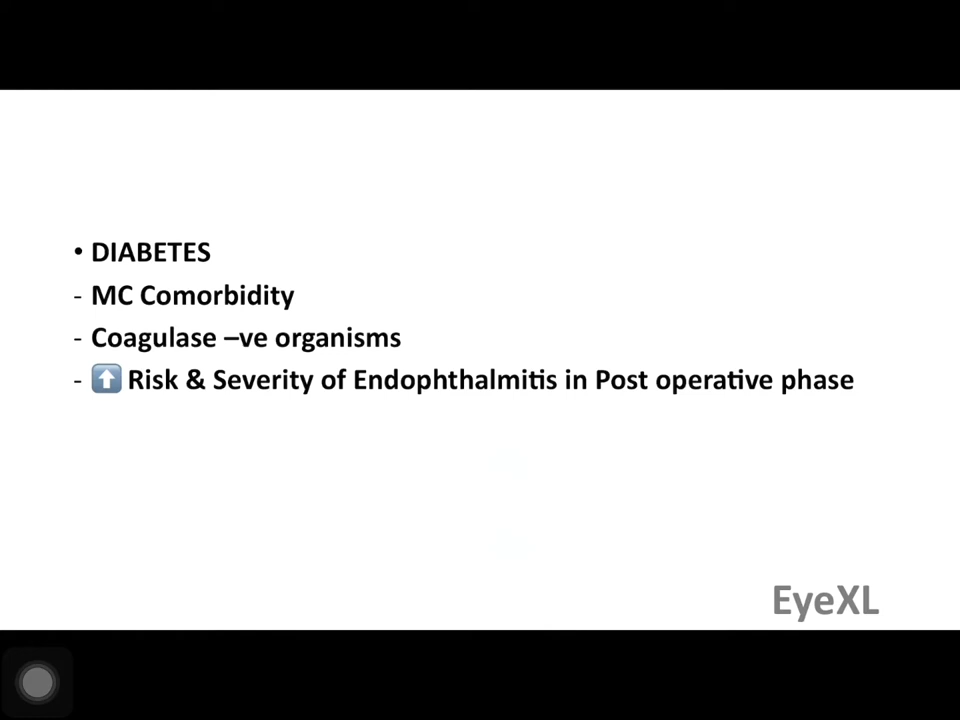 • DIABETES
- MC Comorbidity
- Coagulase –ve organisms
- ⬆️ Risk & Severity of Endophthalmitis in Post operative phase
EyeXL